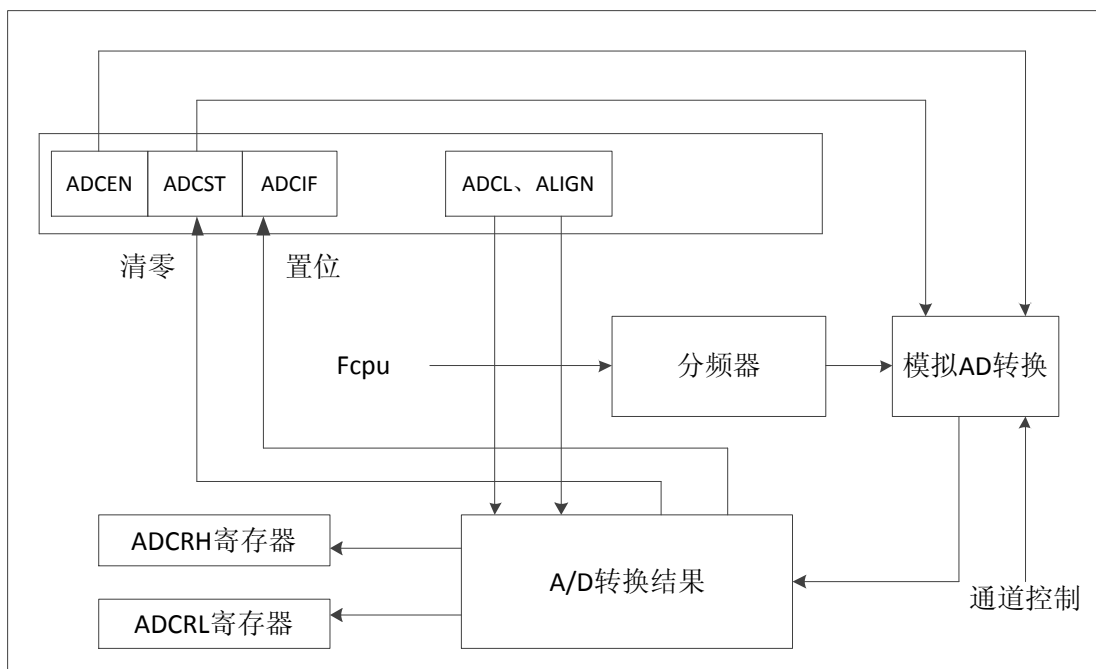 ADCEN
ADCST
ADCIF
ADCL、ALIGN
清零
置位
Fcpu
分频器
模拟AD转换
ADCRH寄存器
A/D转换结果
ADCRL寄存器
通道控制